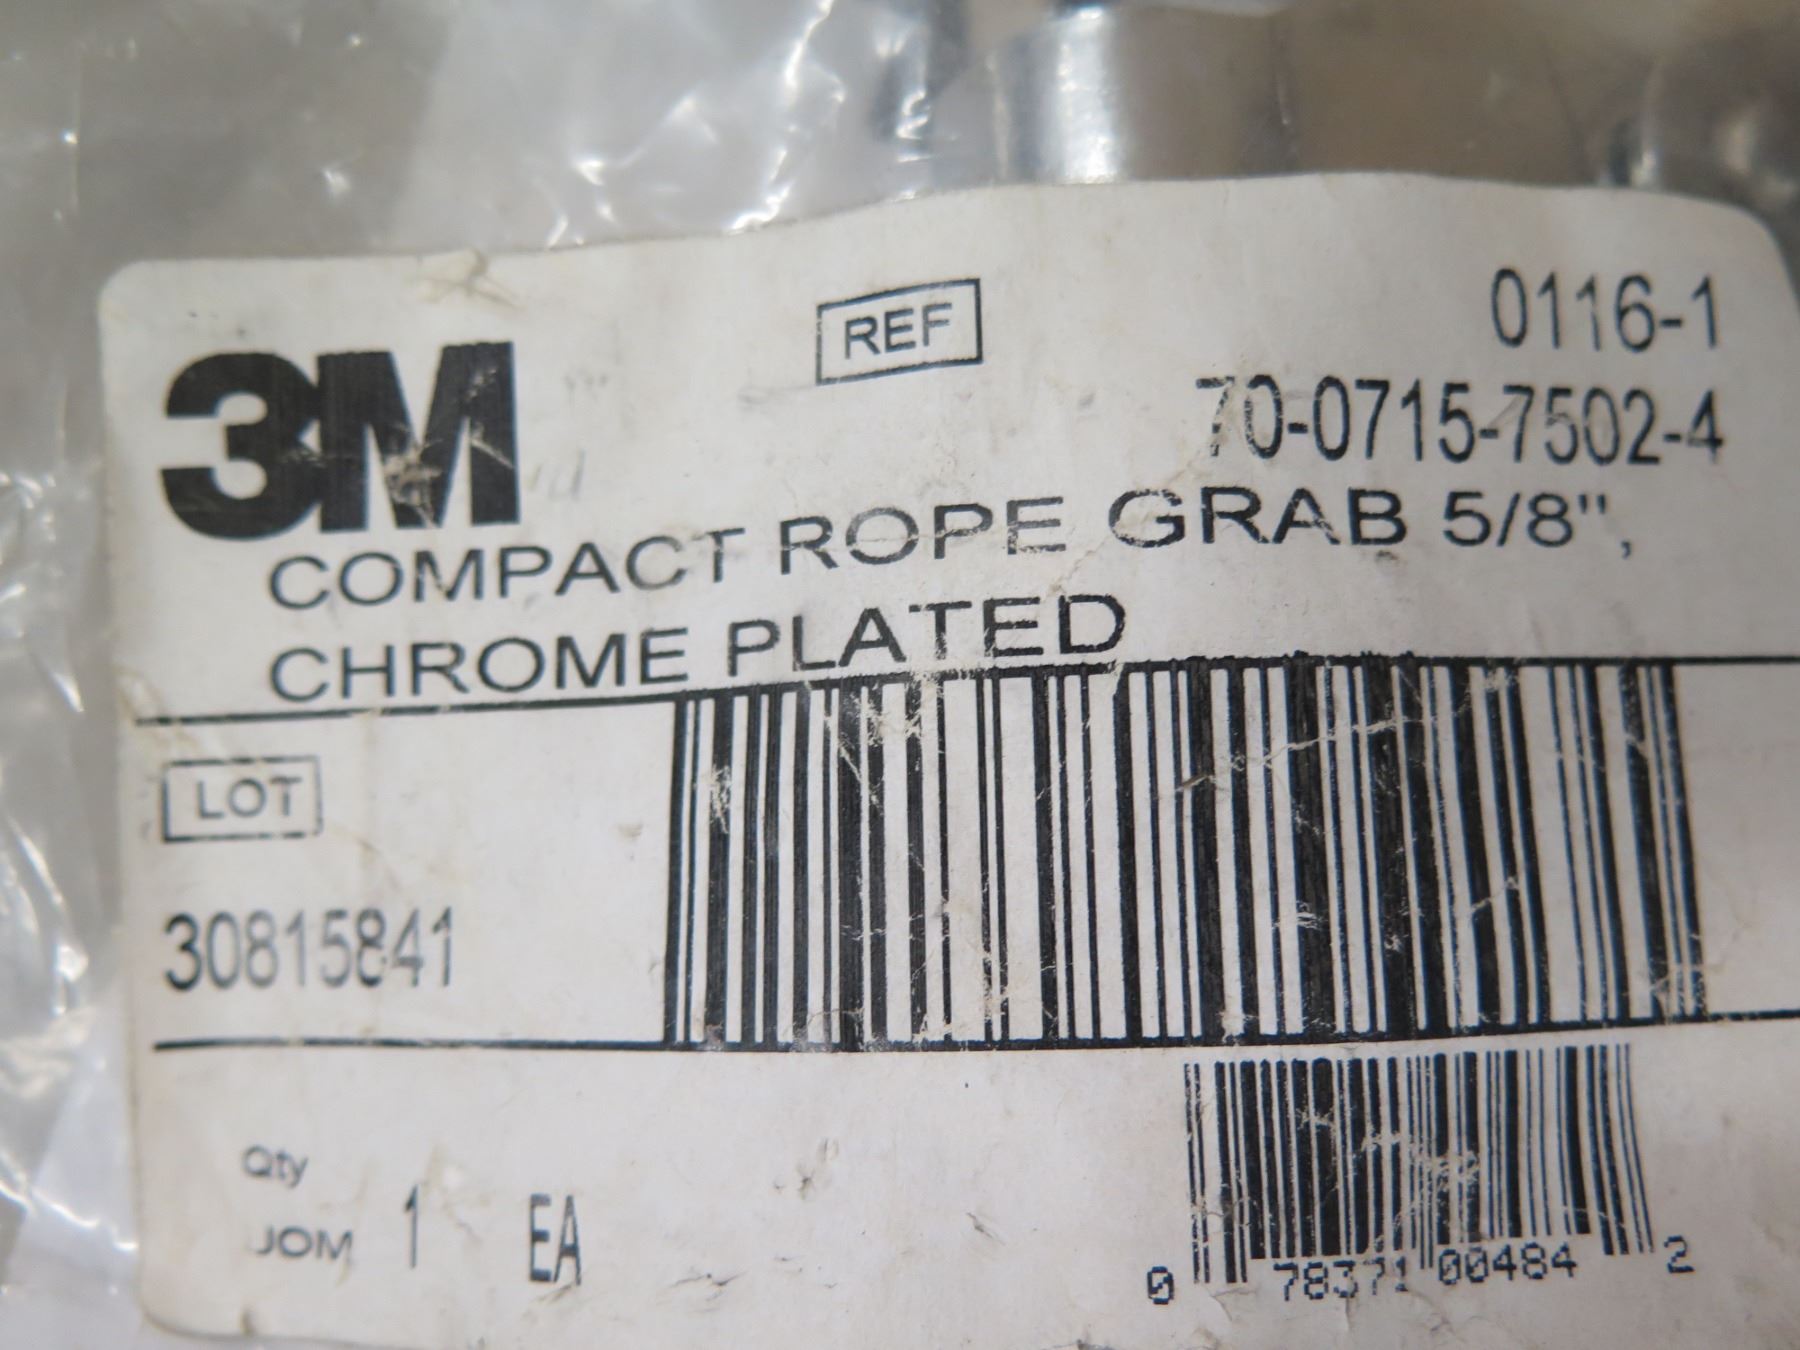 3M
REF
0116-1
70-0715-7502-4
COMPACT ROPE GRAB 5/8",
CHROME PLATED
LOT
30815841
Qty
JOM 1 EA
0 78371 00484 2